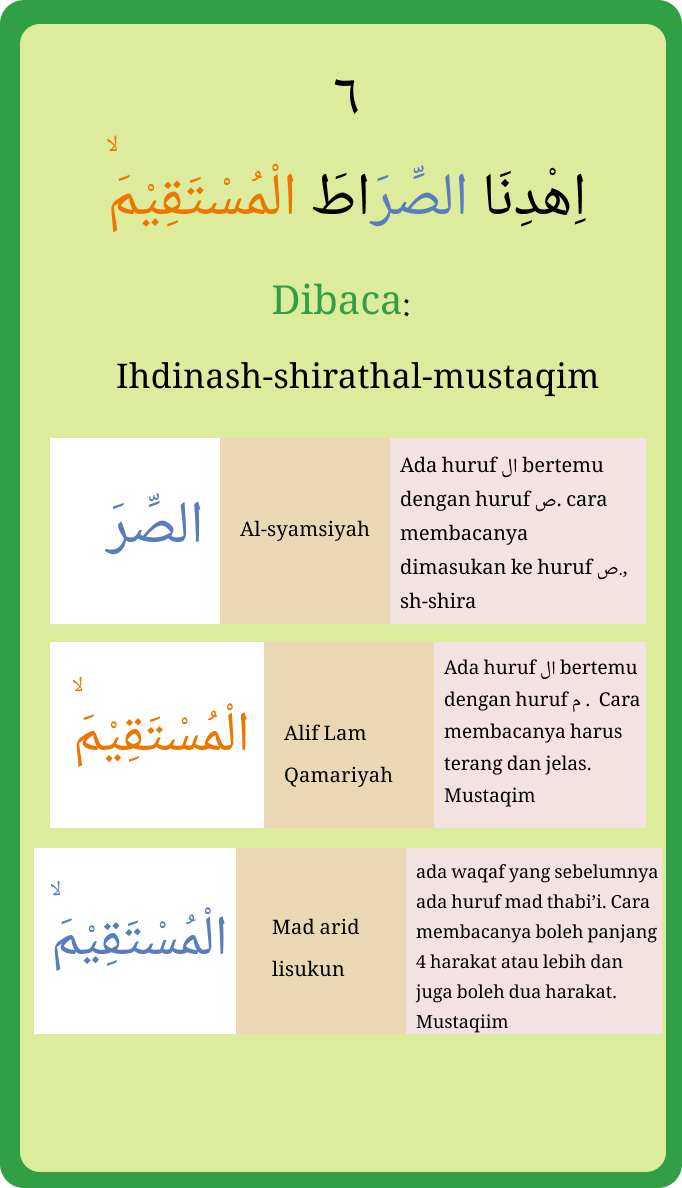 ٦
اِهْدِنَا الصِّرَاطَ الْمُسْتَقِيْمَ ۙ
Dibaca:
Ihdinash-shirathal-mustaqim
الصِّرَ
Al-syamsiyah
Ada huruf ال bertemu
dengan huruf ص. cara
membacanya
dimasukan ke huruf ص.,
sh-shira
الْمُسْتَقِيْمَ ۙ
Alif Lam
Qamariyah
Ada huruf ال bertemu
dengan huruf م . Cara
membacanya harus
terang dan jelas.
Mustaqim
الْمُسْتَقِيْمَ ۙ
Mad arid
lisukun
ada waqaf yang sebelumnya
ada huruf mad thabi’i. Cara
membacanya boleh panjang
4 harakat atau lebih dan
juga boleh dua harakat.
Mustaqiim